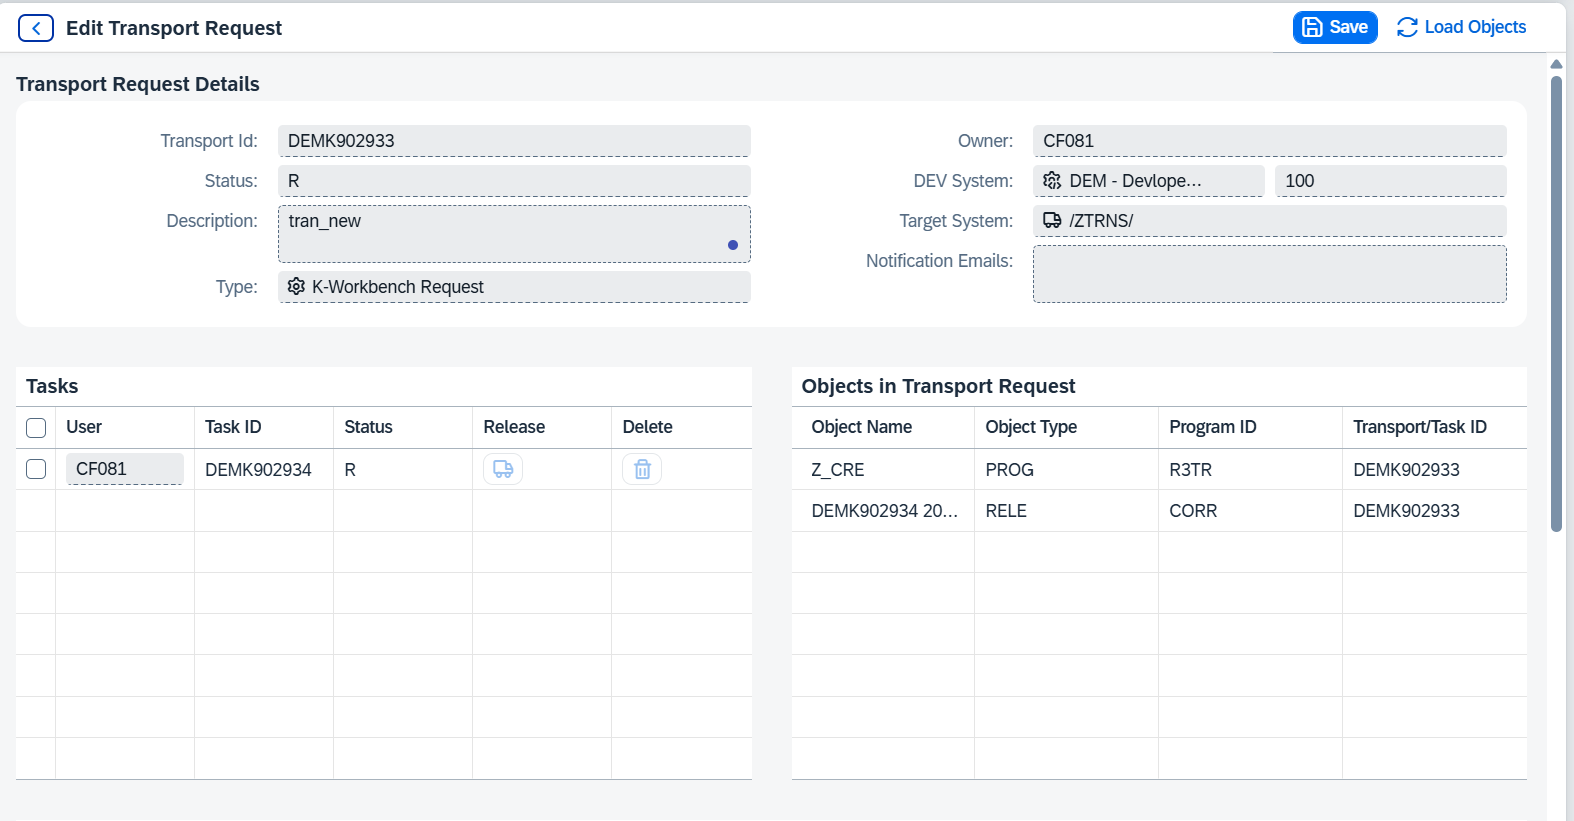 Edit Transport Request
Save
Load Objects
Transport Request Details
Transport Id: DEMK902933
Status: R
Description: tran_new
Type: K-Workbench Request
Owner: CF081
DEV System: DEM - Devlope... 100
Target System: /ZTRNS/
Notification Emails:
Tasks
User Task ID Status Release Delete
CF081 DEMK902934 R
Objects in Transport Request
Object Name Object Type Program ID Transport/Task ID
Z_CRE PROG R3TR DEMK902933
DEMK902934 20... RELE CORR DEMK902933